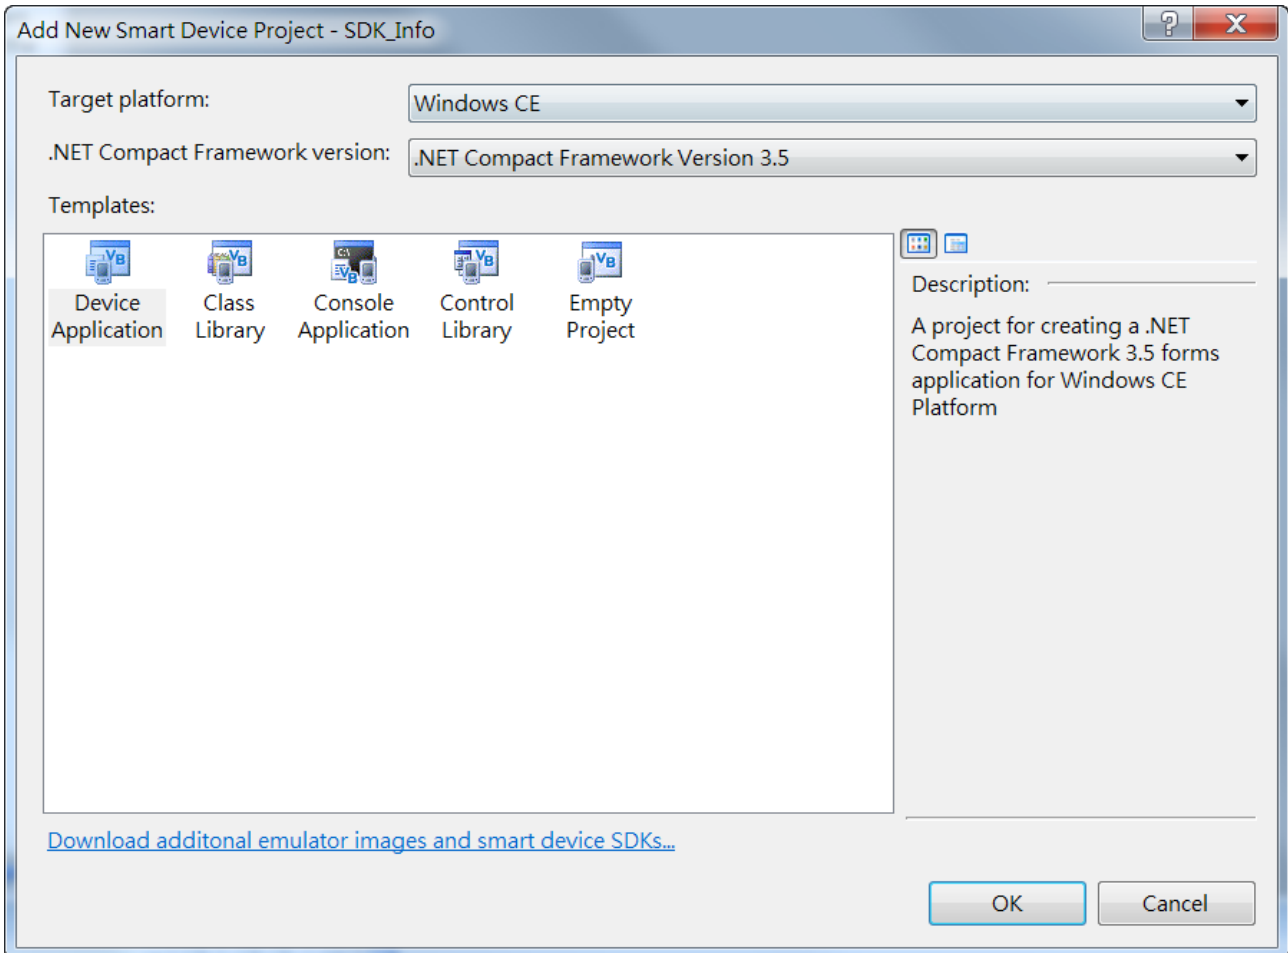 Add New Smart Device Project - SDK_Info
Target platform:
Windows CE
.NET Compact Framework version:
.NET Compact Framework Version 3.5
Templates:
Device
Application
Class
Library
Console
Application
Control
Library
Empty
Project
Description:
A project for creating a .NET
Compact Framework 3.5 forms
application for Windows CE
Platform
Download additonal emulator images and smart device SDKs...
OK
Cancel